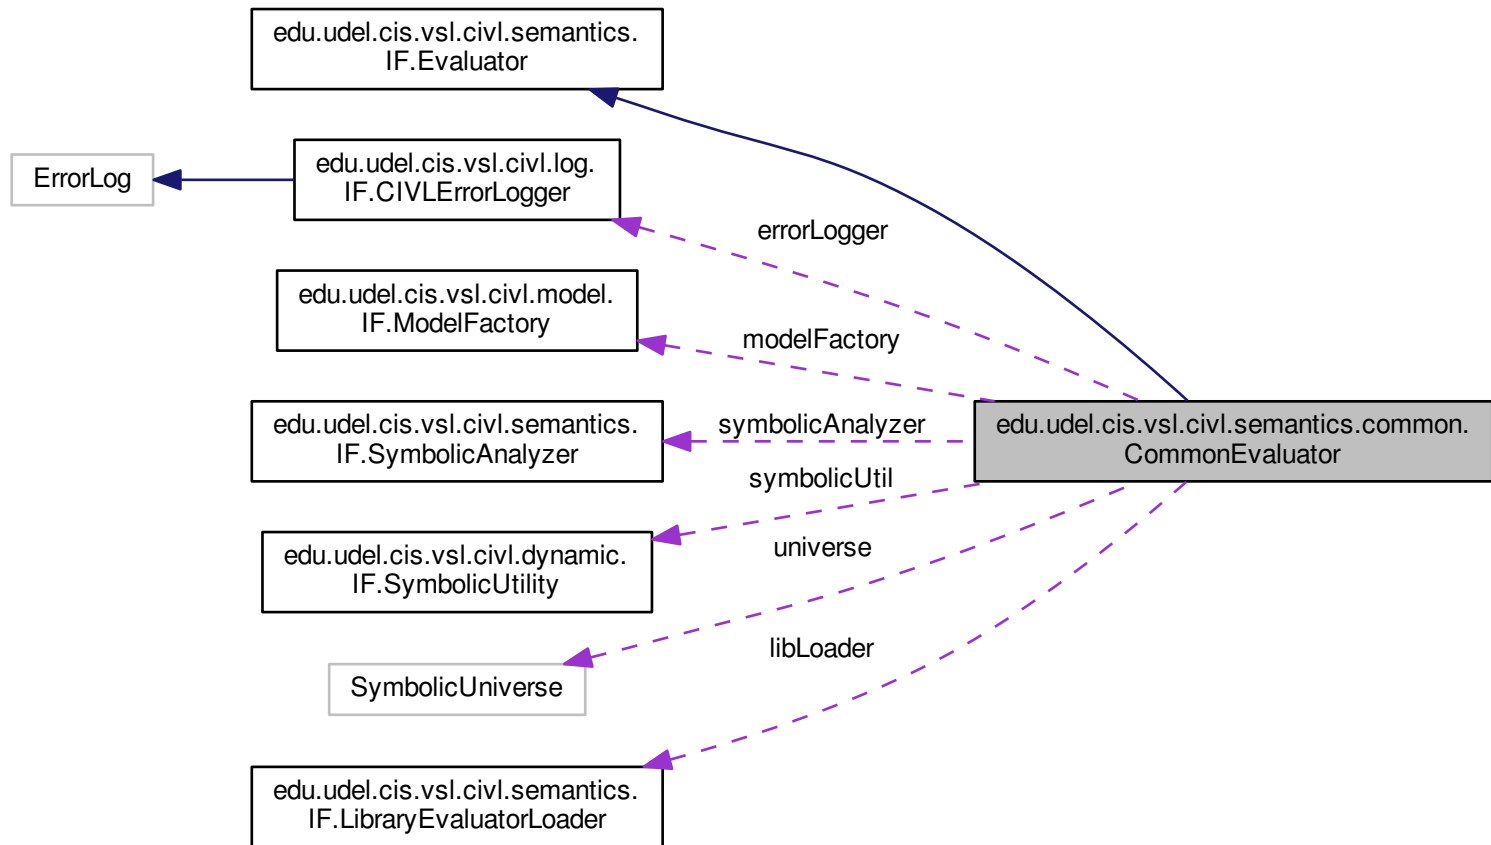 edu.udel.cis.vsl.civl.semantics.
IF.Evaluator
ErrorLog
edu.udel.cis.vsl.civl.log.
IF.CIVLErrorLogger
errorLogger
edu.udel.cis.vsl.civl.model.
IF.ModelFactory
modelFactory
edu.udel.cis.vsl.civl.semantics.
IF.SymbolicAnalyzer
symbolicAnalyzer
edu.udel.cis.vsl.civl.semantics.common.
CommonEvaluator
symbolicUtil
edu.udel.cis.vsl.civl.dynamic.
IF.SymbolicUtility
universe
SymbolicUniverse
libLoader
edu.udel.cis.vsl.civl.semantics.
IF.LibraryEvaluatorLoader